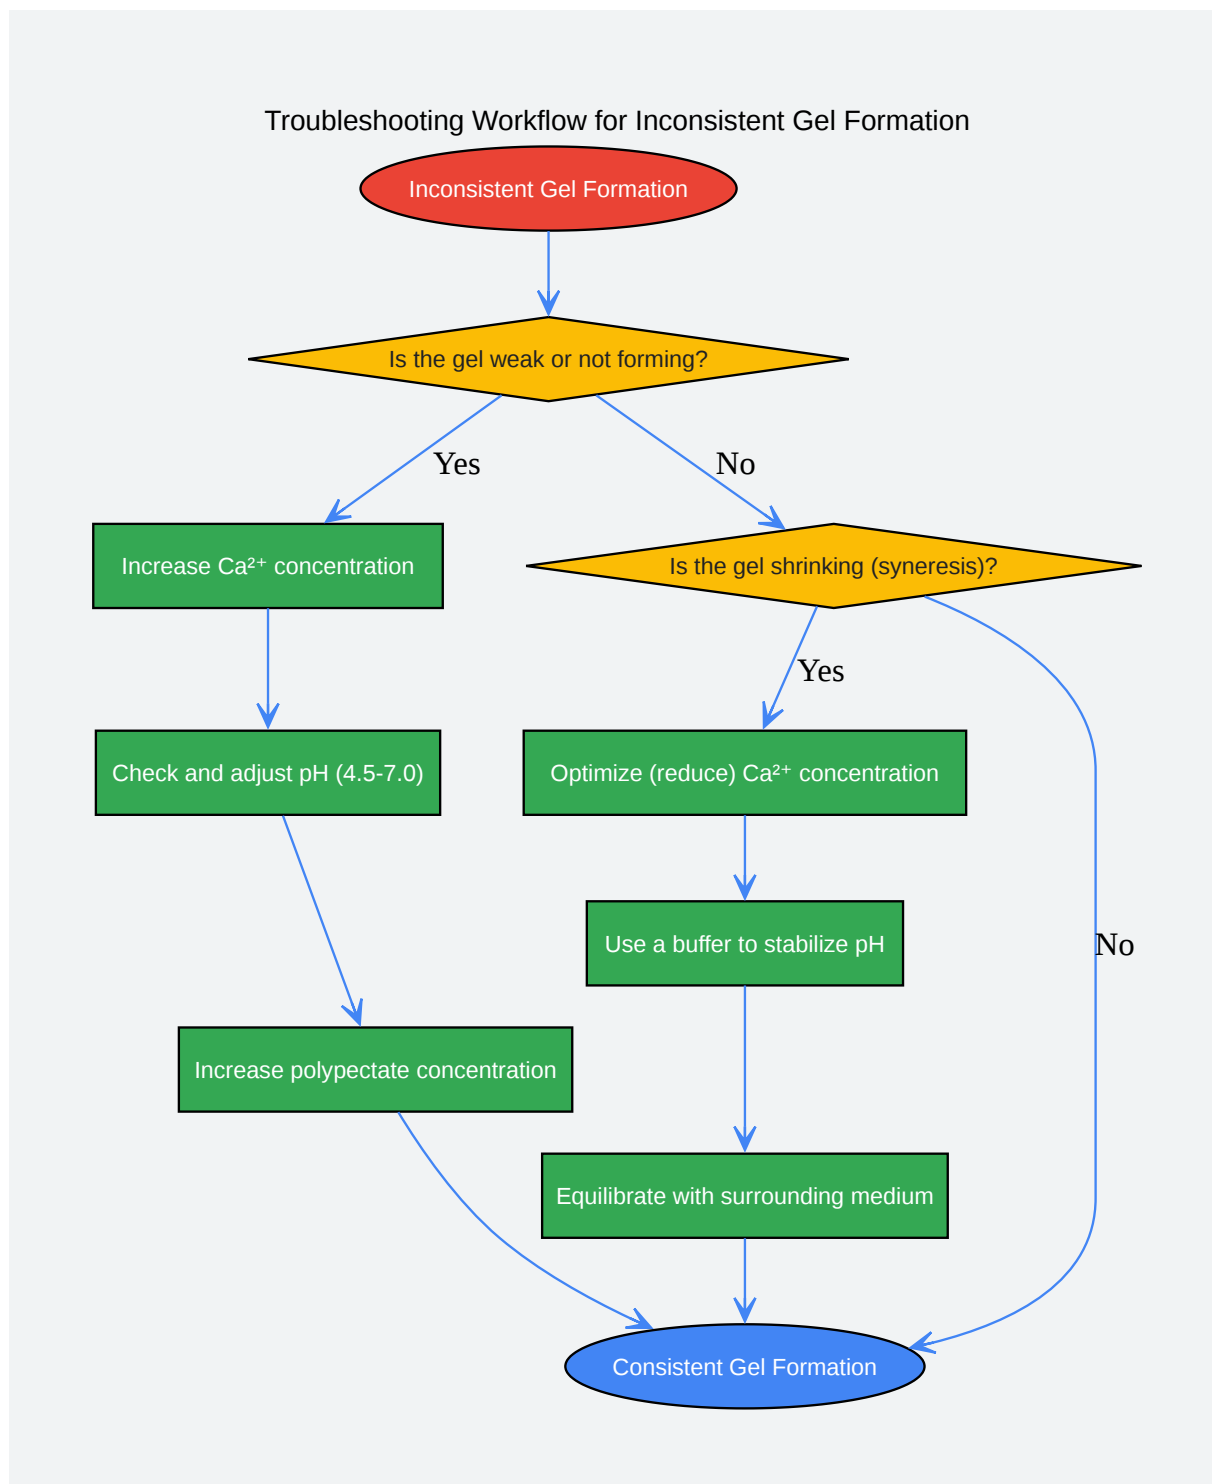 Troubleshooting Workflow for Inconsistent Gel Formation
Inconsistent Gel Formation
Is the gel weak or not forming?
Yes
No
Increase Ca²⁺ concentration
Is the gel shrinking (syneresis)?
Yes
Check and adjust pH (4.5-7.0)
Optimize (reduce) Ca²⁺ concentration
Use a buffer to stabilize pH
No
Increase polypectate concentration
Equilibrate with surrounding medium
Consistent Gel Formation